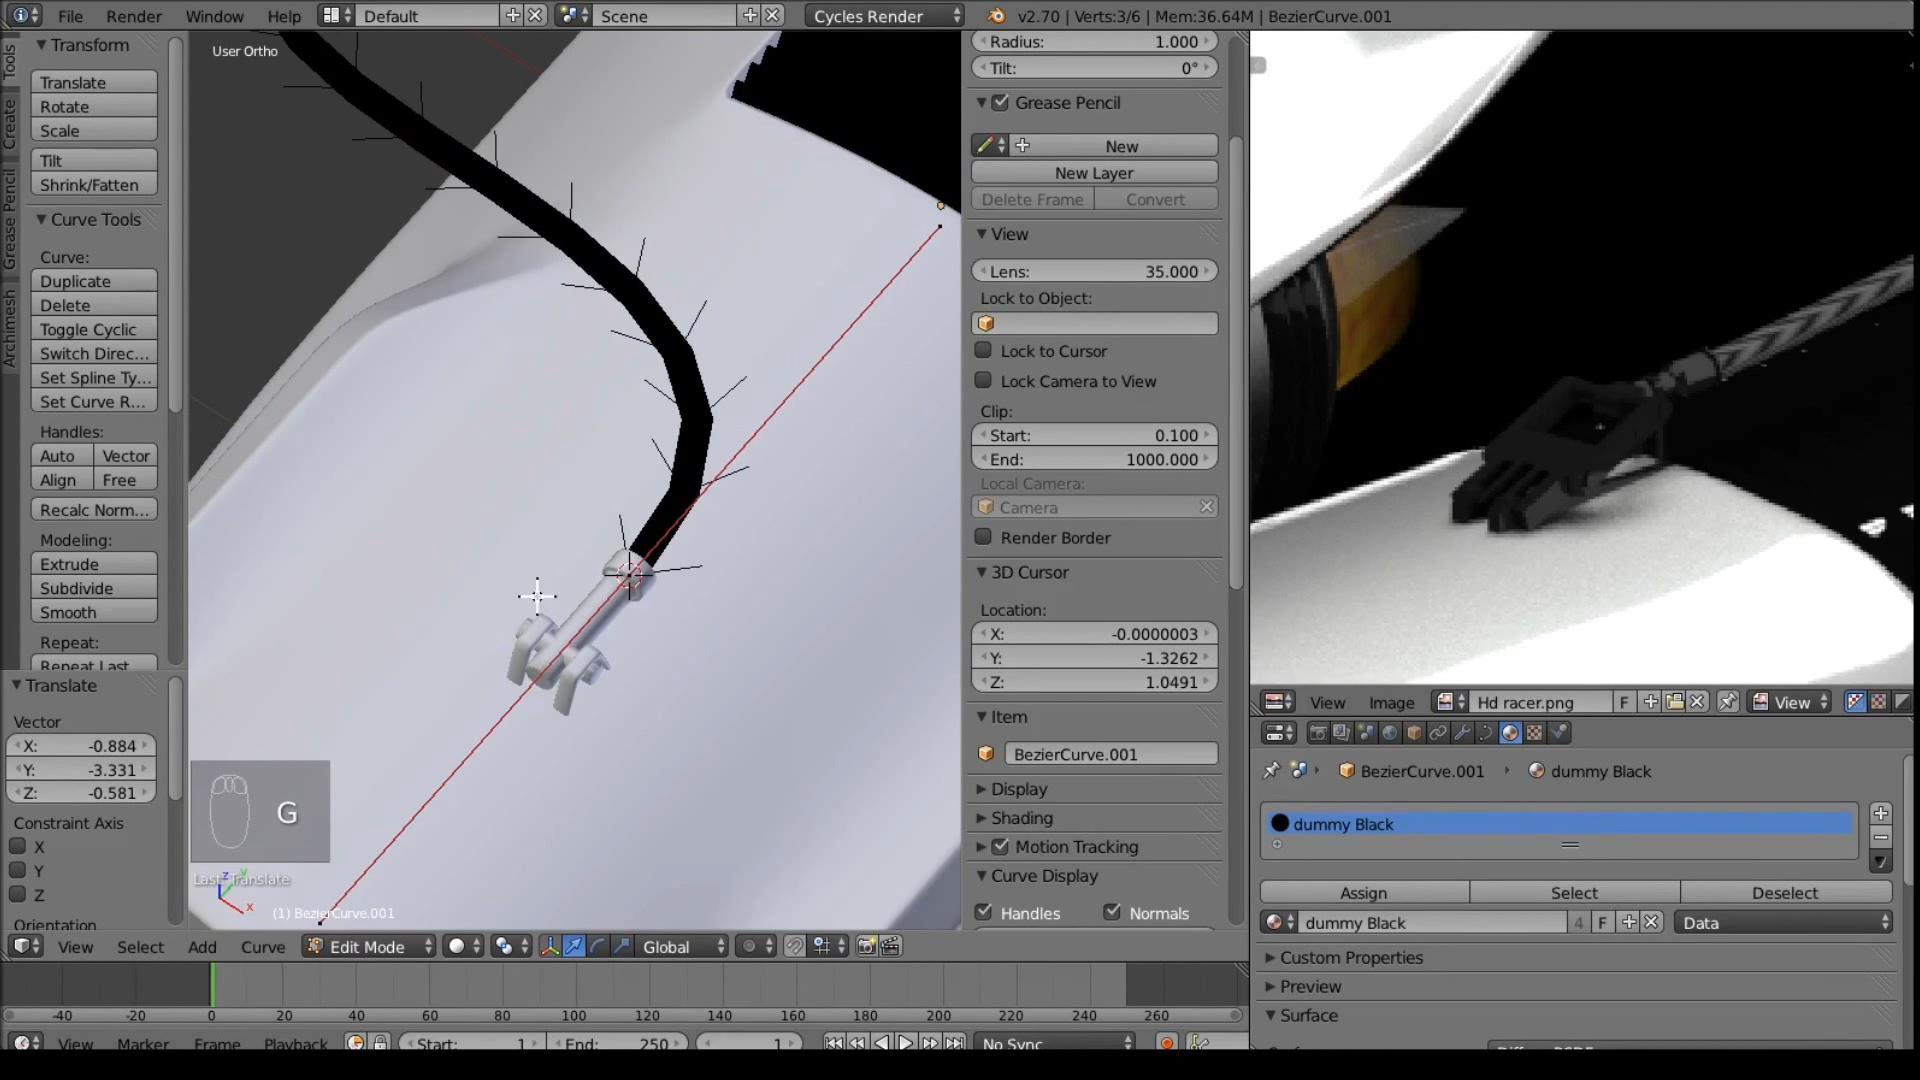 File Render Window Help Default Scene Cycles Render v2.70 | Verts:3/6 | Mem:36.64M | BezierCurve.001
Tools
Create
Grease Pencil
Archimesh
Transform
Translate
Rotate
Scale
Tilt
Shrink/Fatten
Curve Tools
Curve:
Duplicate
Delete
Toggle Cyclic
Switch Direc...
Set Spline Ty...
Set Curve R...
Handles:
Auto Vector
Align Free
Recalc Norm...
Modeling:
Extrude
Subdivide
Smooth
Repeat:
Repeat Last
Translate
Vector
X: -0.884
Y: -3.331
Z: -0.581
Constraint Axis
X
Y
Z
Orientation
User Ortho
G
Last: Translate
z y
x
(1) BezierCurve.001
View Select Add Curve Edit Mode Global
Radius: 1.000
Tilt: 0°
Grease Pencil
New
New Layer
Delete Frame Convert
View
Lens: 35.000
Lock to Object:
Lock to Cursor
Lock Camera to View
Clip:
Start: 0.100
End: 1000.000
Local Camera:
Camera
Render Border
3D Cursor
Location:
X: -0.0000003
Y: -1.3262
Z: 1.0491
Item
BezierCurve.001
Display
Shading
Motion Tracking
Curve Display
Handles Normals
View Image Hd racer.png F View
BezierCurve.001 dummy Black
dummy Black
Assign Select Deselect
dummy Black 4 F Data
Custom Properties
Preview
Surface
-40 -20 0 20 40 60 80 100 120 140 160 180 200 220 240 260
View Marker Frame Playback Start: 1 End: 250 1 No Sync